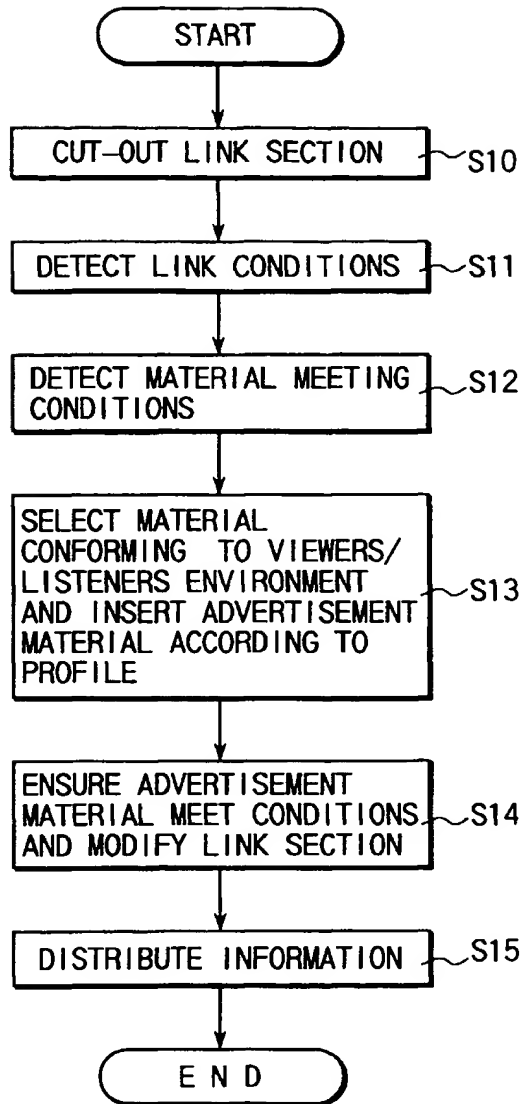 START
CUT-OUT LINK SECTION
S10
DETECT LINK CONDITIONS
S11
DETECT MATERIAL MEETING
CONDITIONS
S12
SELECT MATERIAL
CONFORMING TO VIEWERS/
LISTENERS ENVIRONMENT
AND INSERT ADVERTISEMENT
MATERIAL ACCORDING TO
PROFILE
S13
ENSURE ADVERTISEMENT
MATERIAL MEET CONDITIONS
AND MODIFY LINK SECTION
S14
DISTRIBUTE INFORMATION
S15
END